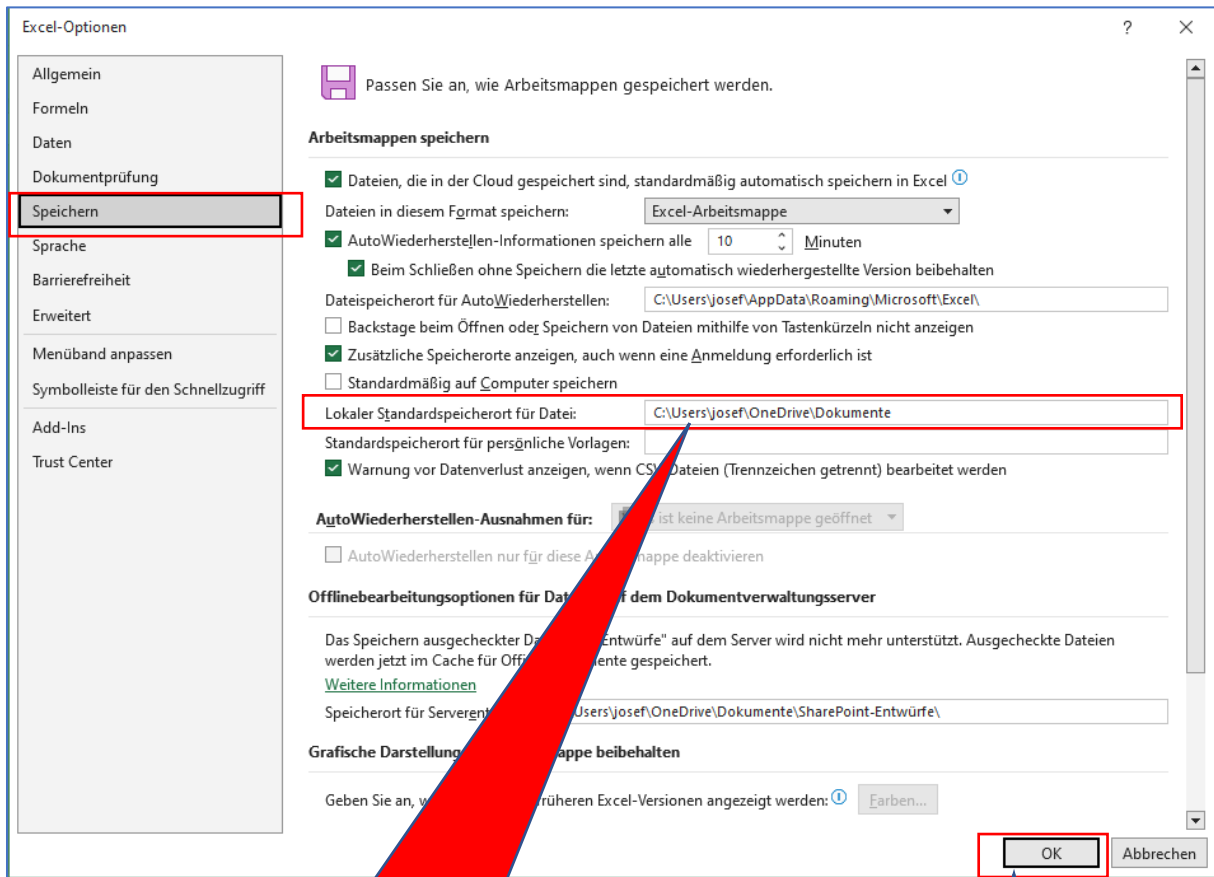 Excel-Optionen
?
Allgemein
Formeln
Daten
Dokumentprüfung
Speichern
Sprache
Barrierefreiheit
Erweitert
Menüband anpassen
Symbolleiste für den Schnellzugriff
Add-Ins
Trust Center
Passen Sie an, wie Arbeitsmappen gespeichert werden.
Arbeitsmappen speichern
Dateien, die in der Cloud gespeichert sind, standardmäßig automatisch speichern in Excel
Dateien in diesem Format speichern: Excel-Arbeitsmappe
AutoWiederherstellen-Informationen speichern alle 10 Minuten
Beim Schließen ohne Speichern die letzte automatisch wiederhergestellte Version beibehalten
Dateispeicherort für AutoWiederherstellen: C:\Users\josef\AppData\Roaming\Microsoft\Excel\
Backstage beim Öffnen oder Speichern von Dateien mithilfe von Tastenkürzeln nicht anzeigen
Zusätzliche Speicherorte anzeigen, auch wenn eine Anmeldung erforderlich ist
Standardmäßig auf Computer speichern
Lokaler Standardspeicherort für Datei: C:\Users\josef\OneDrive\Dokumente
Standardspeicherort für persönliche Vorlagen:
Warnung vor Datenverlust anzeigen, wenn Dateien (Trennzeichen getrennt) bearbeitet werden
AutoWiederherstellen-Ausnahmen für: ist keine Arbeitsmappe geöffnet
AutoWiederherstellen nur für diese deaktivieren
Offlinebearbeitungsoptionen für dem Dokumentverwaltungsserver
Das Speichern ausgecheckter Entwürfe" auf dem Server wird nicht mehr unterstützt. Ausgecheckte Dateien
werden jetzt im Cache für gespeichert.
Weitere Informationen
Speicherort für Users\josef\OneDrive\Dokumente\SharePoint-Entwürfe\
Grafische Darstellung beibehalten
Geben Sie an, früheren Excel-Versionen angezeigt werden: Farben...
OK
Abbrechen